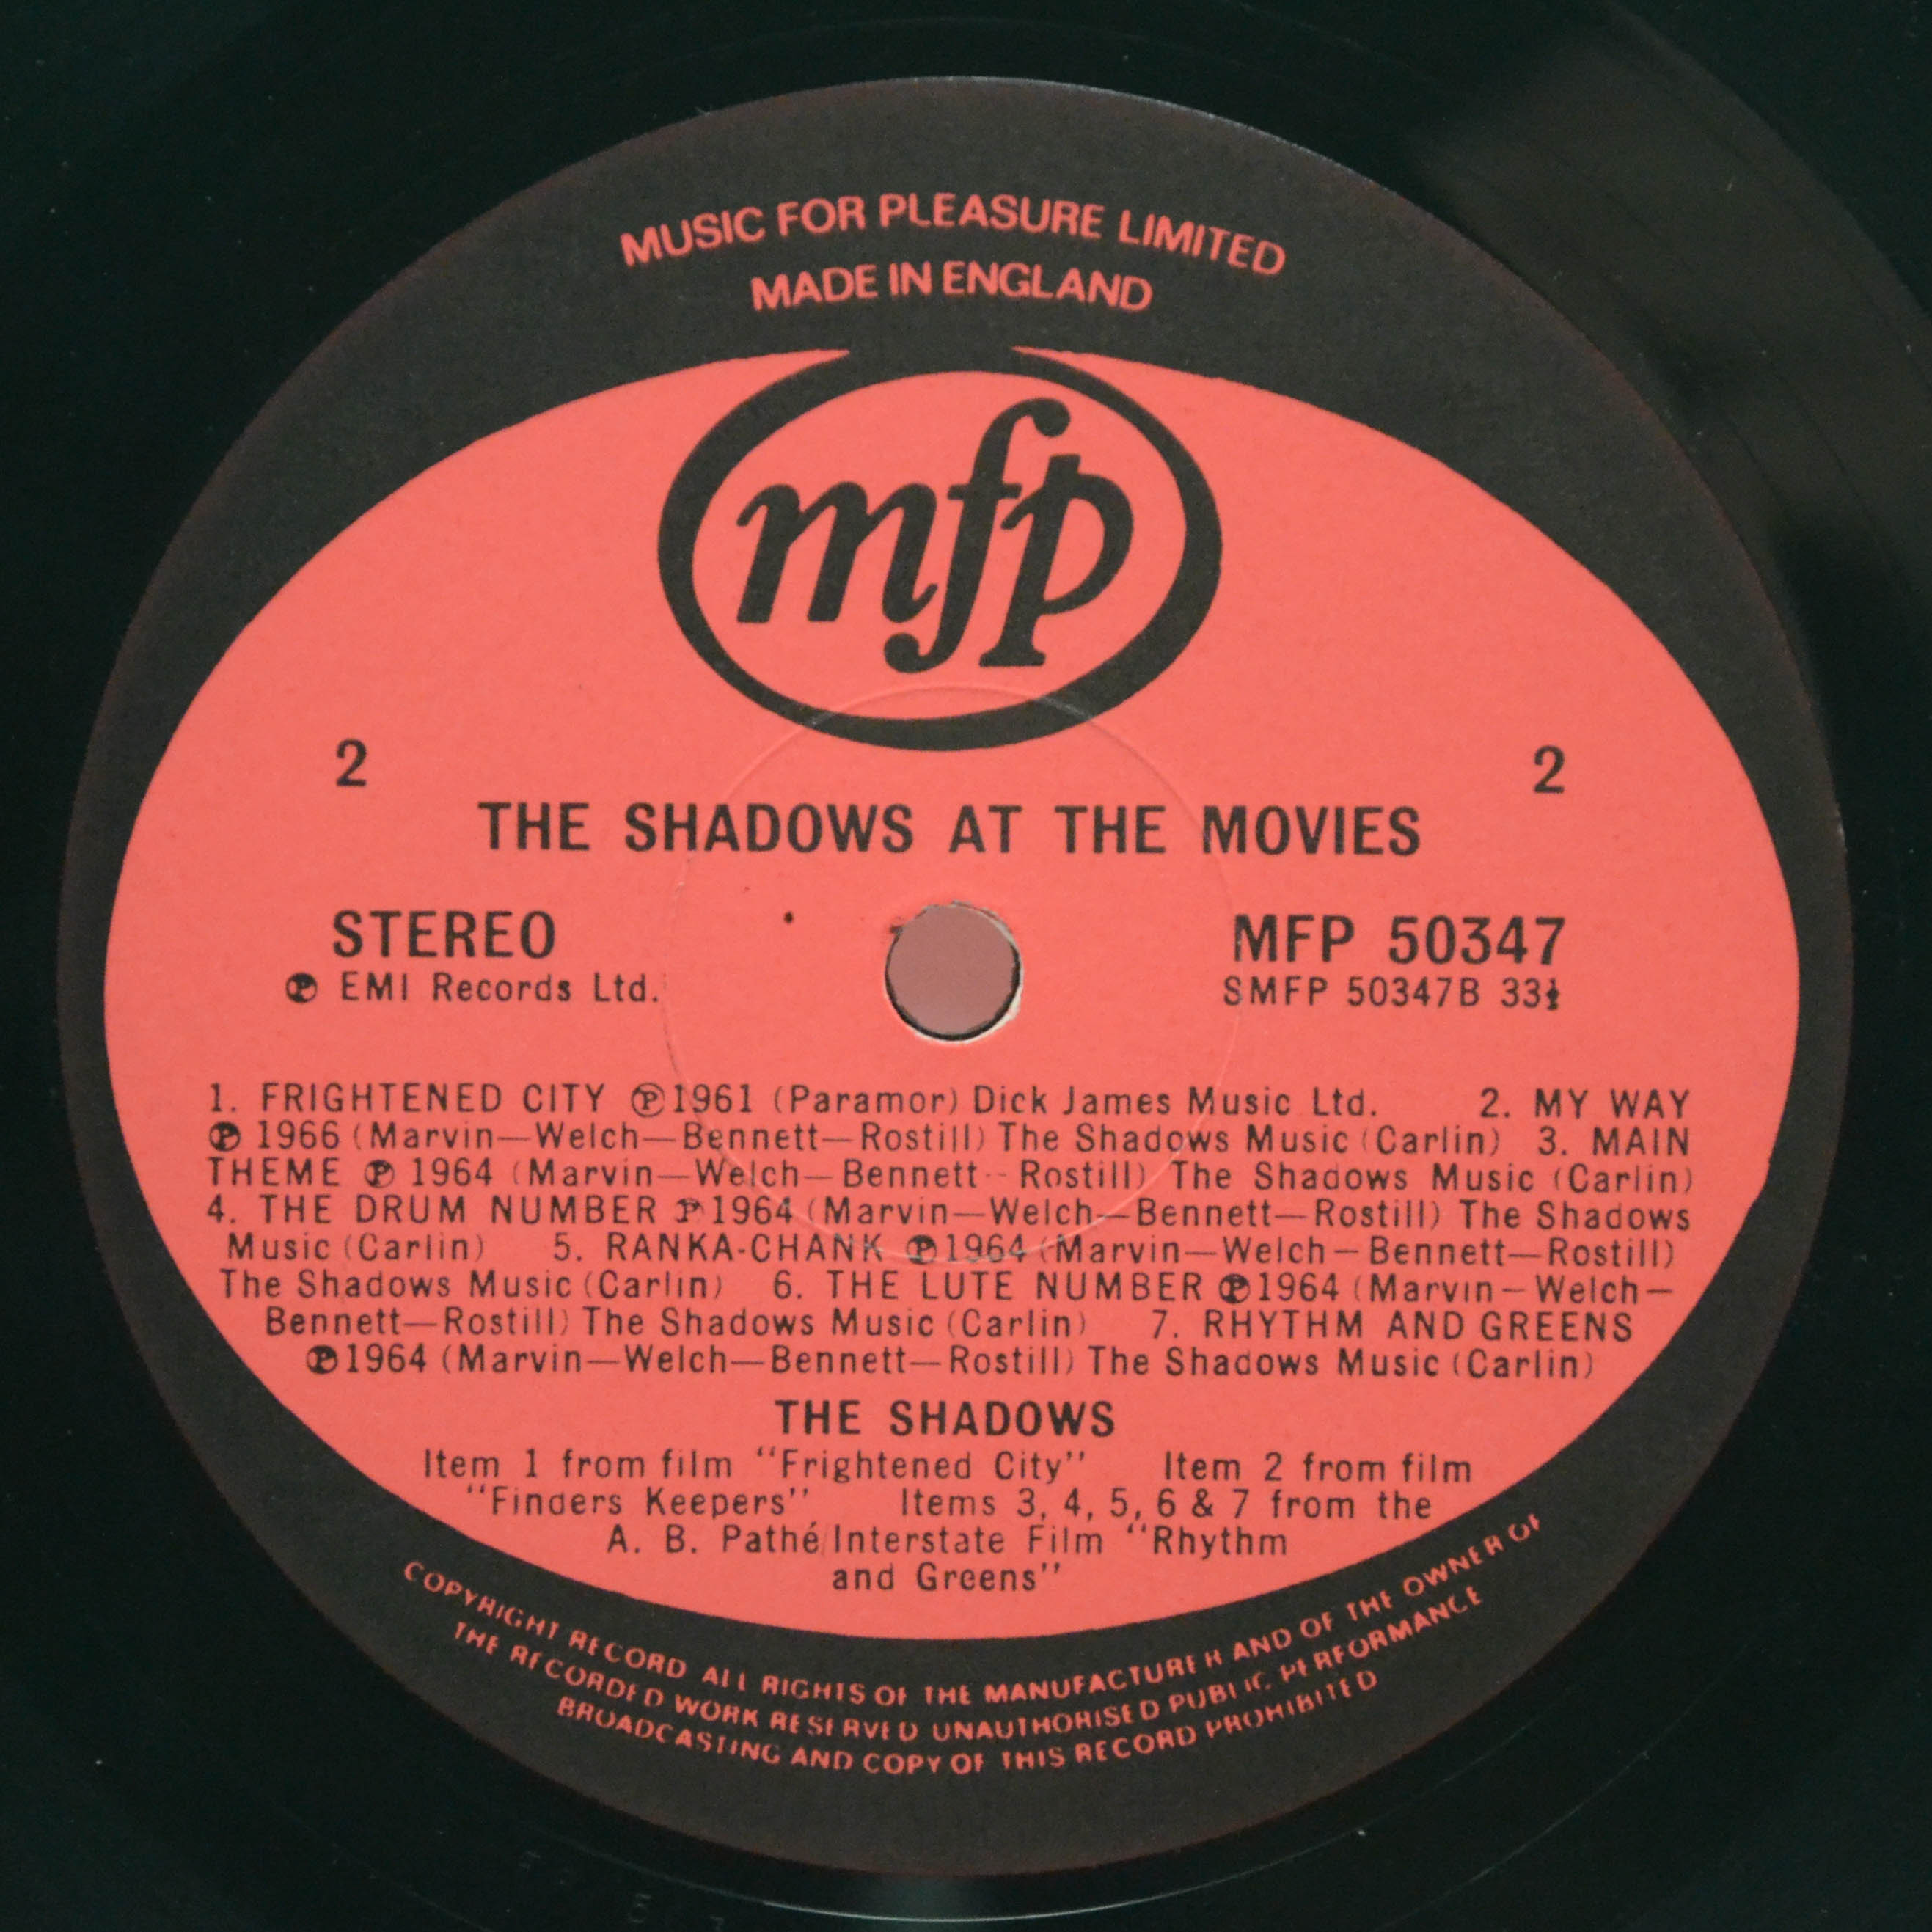 MUSIC FOR PLEASURE LIMITED
MADE IN ENGLAND
mfp
2 2
THE SHADOWS AT THE MOVIES
STEREO MFP 50347
℗ EMI Records Ltd. SMFP 50347B 33⅓
1. FRIGHTENED CITY ℗1961 (Paramor) Dick James Music Ltd. 2. MY WAY
℗ 1966 (Marvin—Welch—Bennett—Rostill) The Shadows Music (Carlin) 3. MAIN
THEME ℗ 1964 (Marvin—Welch—Bennett--Rostill) The Shadows Music (Carlin)
4. THE DRUM NUMBER ℗1964 (Marvin—Welch—Bennett—Rostill) The Shadows
Music (Carlin) 5. RANKA-CHANK ℗1964 (Marvin—Welch—Bennett—Rostill)
The Shadows Music (Carlin) 6. THE LUTE NUMBER ℗1964 (Marvin—Welch—
Bennett—Rostill) The Shadows Music (Carlin) 7. RHYTHM AND GREENS
℗1964 (Marvin—Welch—Bennett—Rostill) The Shadows Music (Carlin)
THE SHADOWS
Item 1 from film "Frightened City" Item 2 from film
"Finders Keepers" Items 3, 4, 5, 6 & 7 from the
A. B. Pathé/Interstate Film "Rhythm
and Greens"
COPYRIGHT RECORD ALL RIGHTS OF THE MANUFACTURER AND OF THE OWNER OF
THE RECORDED WORK RESERVED UNAUTHORISED PUBLIC PERFORMANCE
BROADCASTING AND COPY OF THIS RECORD PROHIBITED